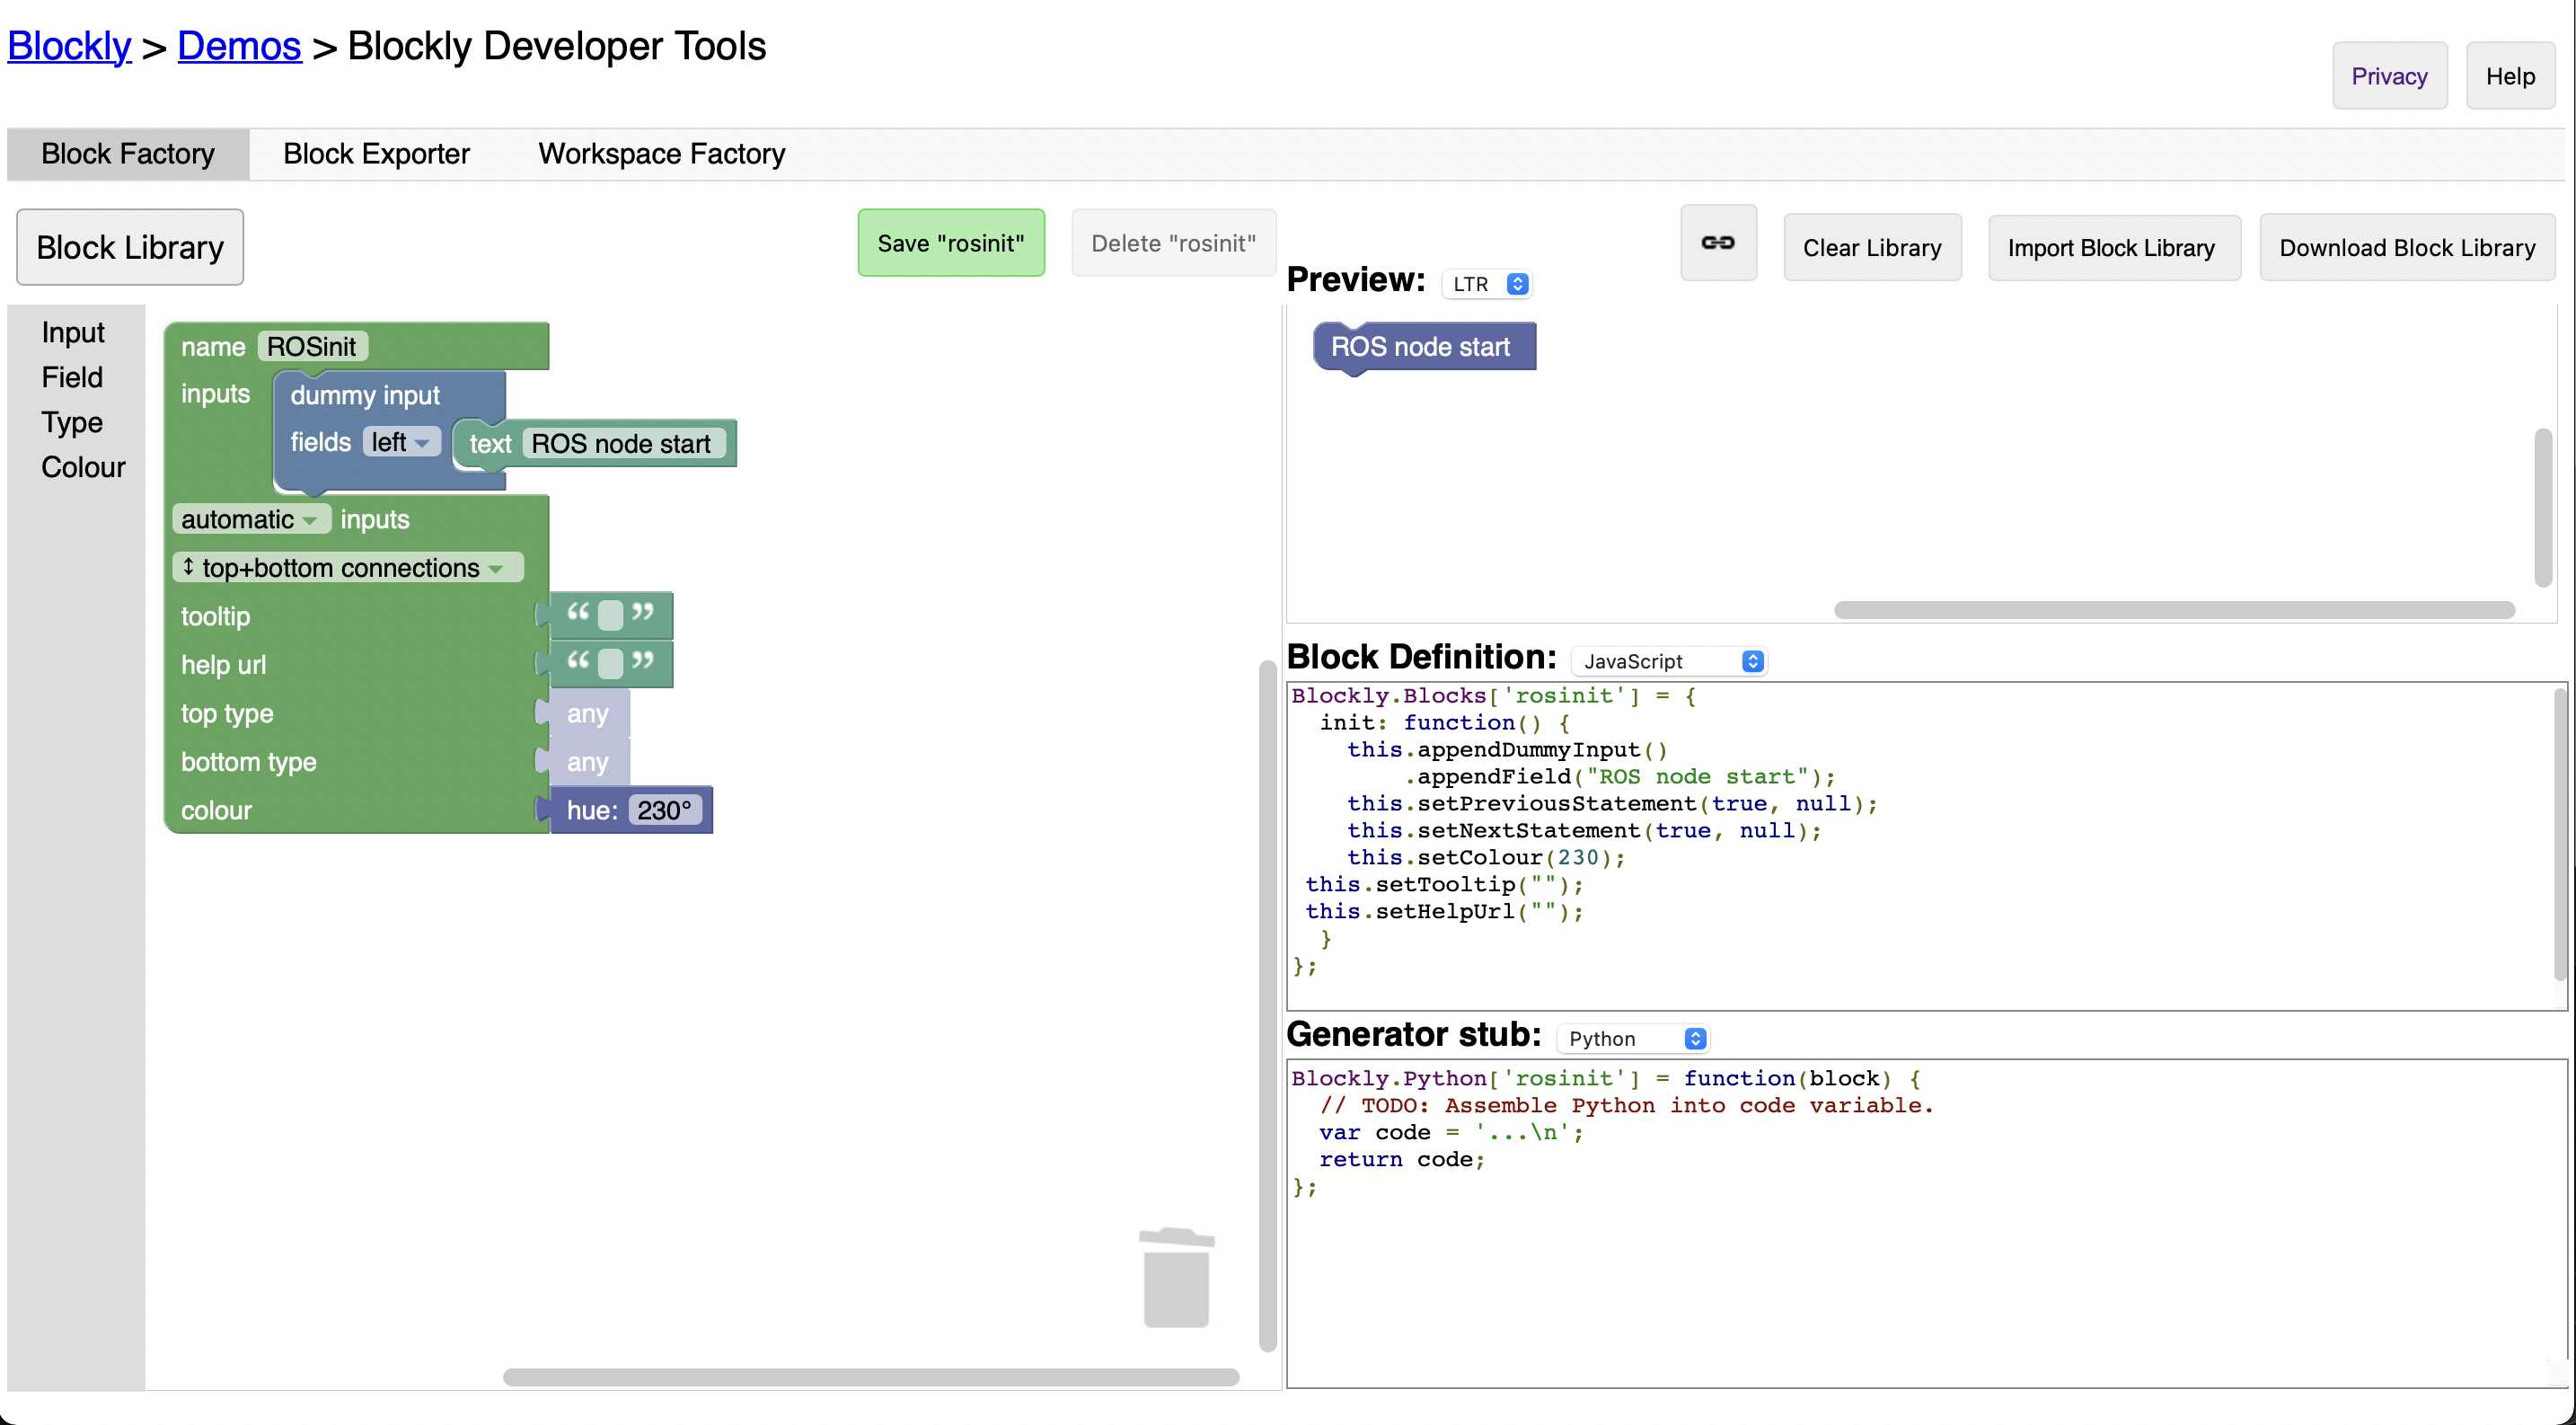 Blockly > Demos > Blockly Developer Tools
Privacy
Help
Block Factory
Block Exporter
Workspace Factory
Block Library
Save "rosinit"
Delete "rosinit"
Clear Library
Import Block Library
Download Block Library
Input
Field
Type
Colour
name ROSinit
inputs
dummy input
fields left
text ROS node start
automatic inputs
↕ top+bottom connections
tooltip “ ”
help url “ ”
top type any
bottom type any
colour hue: 230°
Preview: LTR
ROS node start
Block Definition: JavaScript
Blockly.Blocks['rosinit'] = {
  init: function() {
    this.appendDummyInput()
        .appendField("ROS node start");
    this.setPreviousStatement(true, null);
    this.setNextStatement(true, null);
    this.setColour(230);
 this.setTooltip("");
 this.setHelpUrl("");
  }
};
Generator stub: Python
Blockly.Python['rosinit'] = function(block) {
  // TODO: Assemble Python into code variable.
  var code = '...\n';
  return code;
};